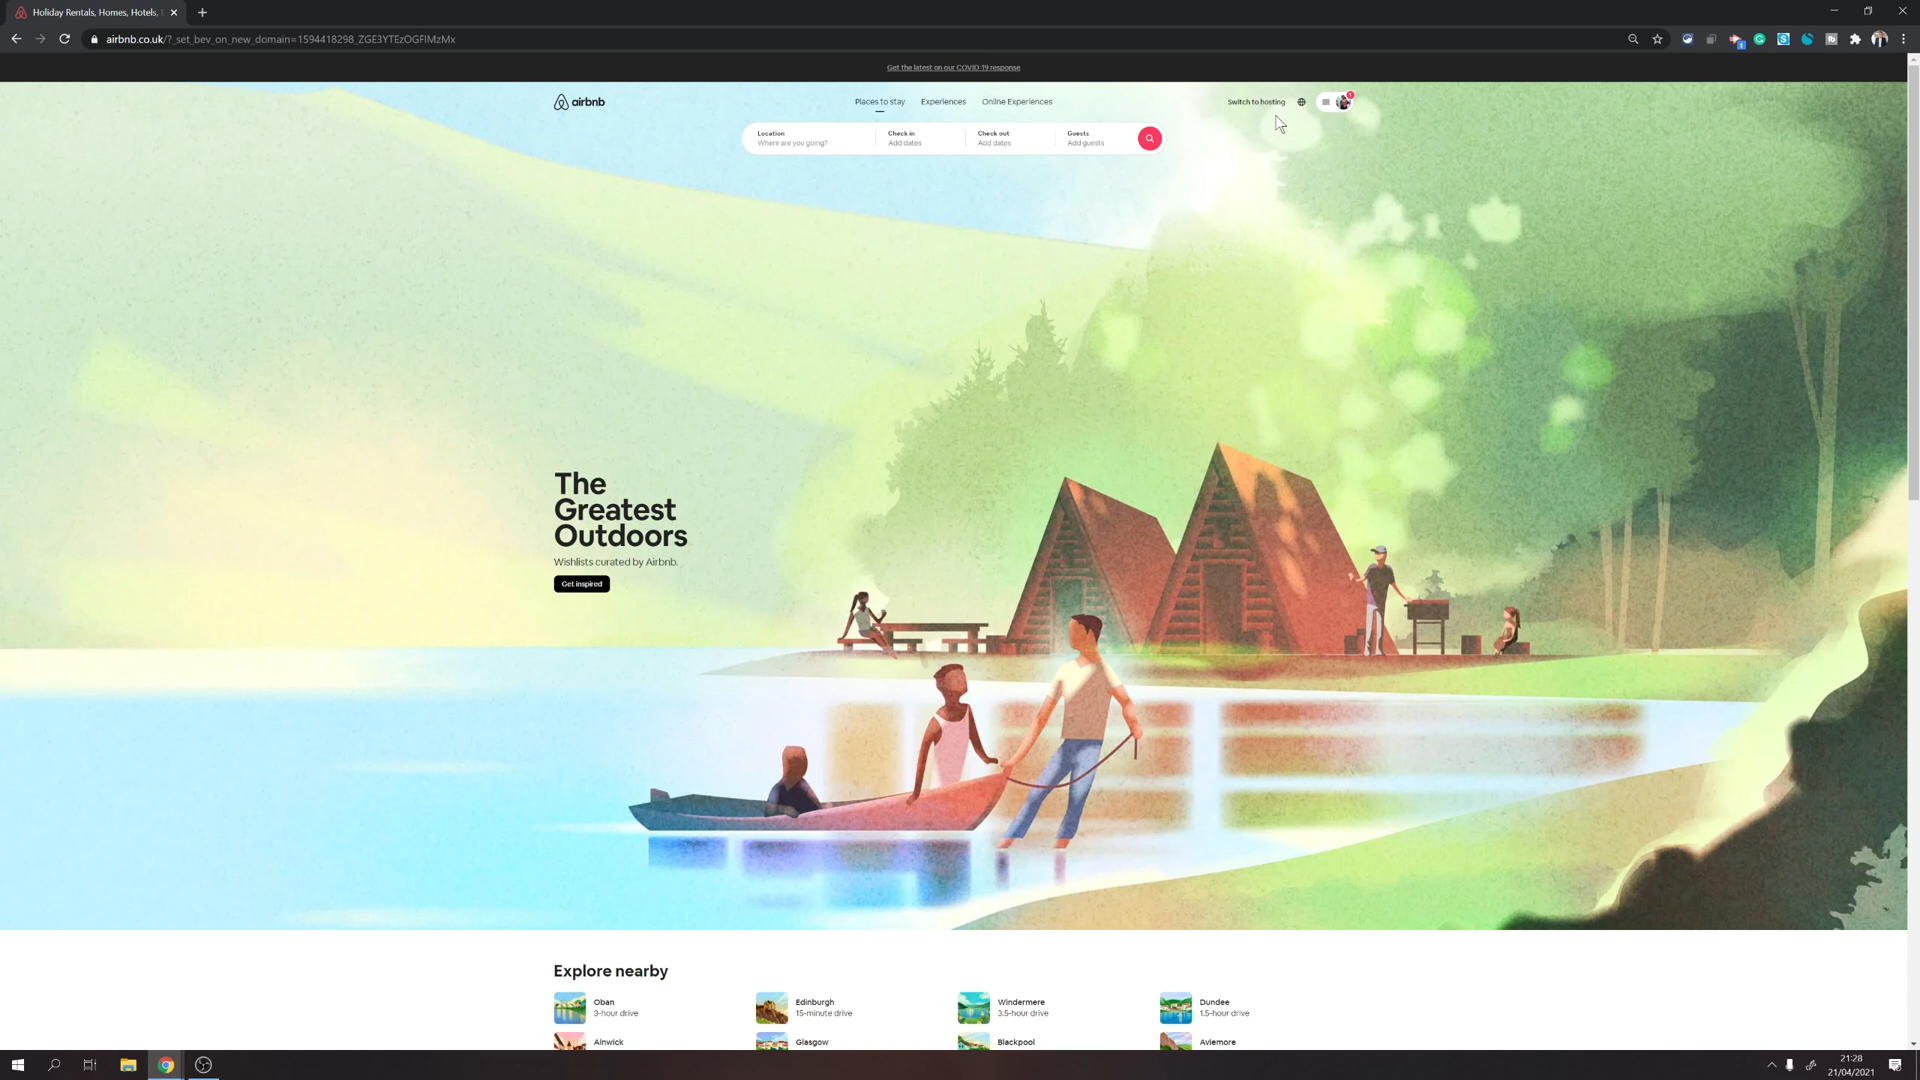 Holiday Rentals, Homes, Hotels,
airbnb.co.uk/?_set_bev_on_new_domain=1594418298_ZGE3YTEzOGFlMzMx
Get the latest on our COVID-19 response
airbnb
Places to stay
Experiences
Online Experiences
Switch to hosting
1
Location
Where are you going?
Check in
Add dates
Check out
Add dates
Guests
Add guests
The
Greatest
Outdoors
Wishlists curated by Airbnb.
Get inspired
Explore nearby
Oban
3-hour drive
Edinburgh
15-minute drive
Windermere
3.5-hour drive
Dundee
1.5-hour drive
Alnwick
Glasgow
Blackpool
Aviemore
21:28
21/04/2021